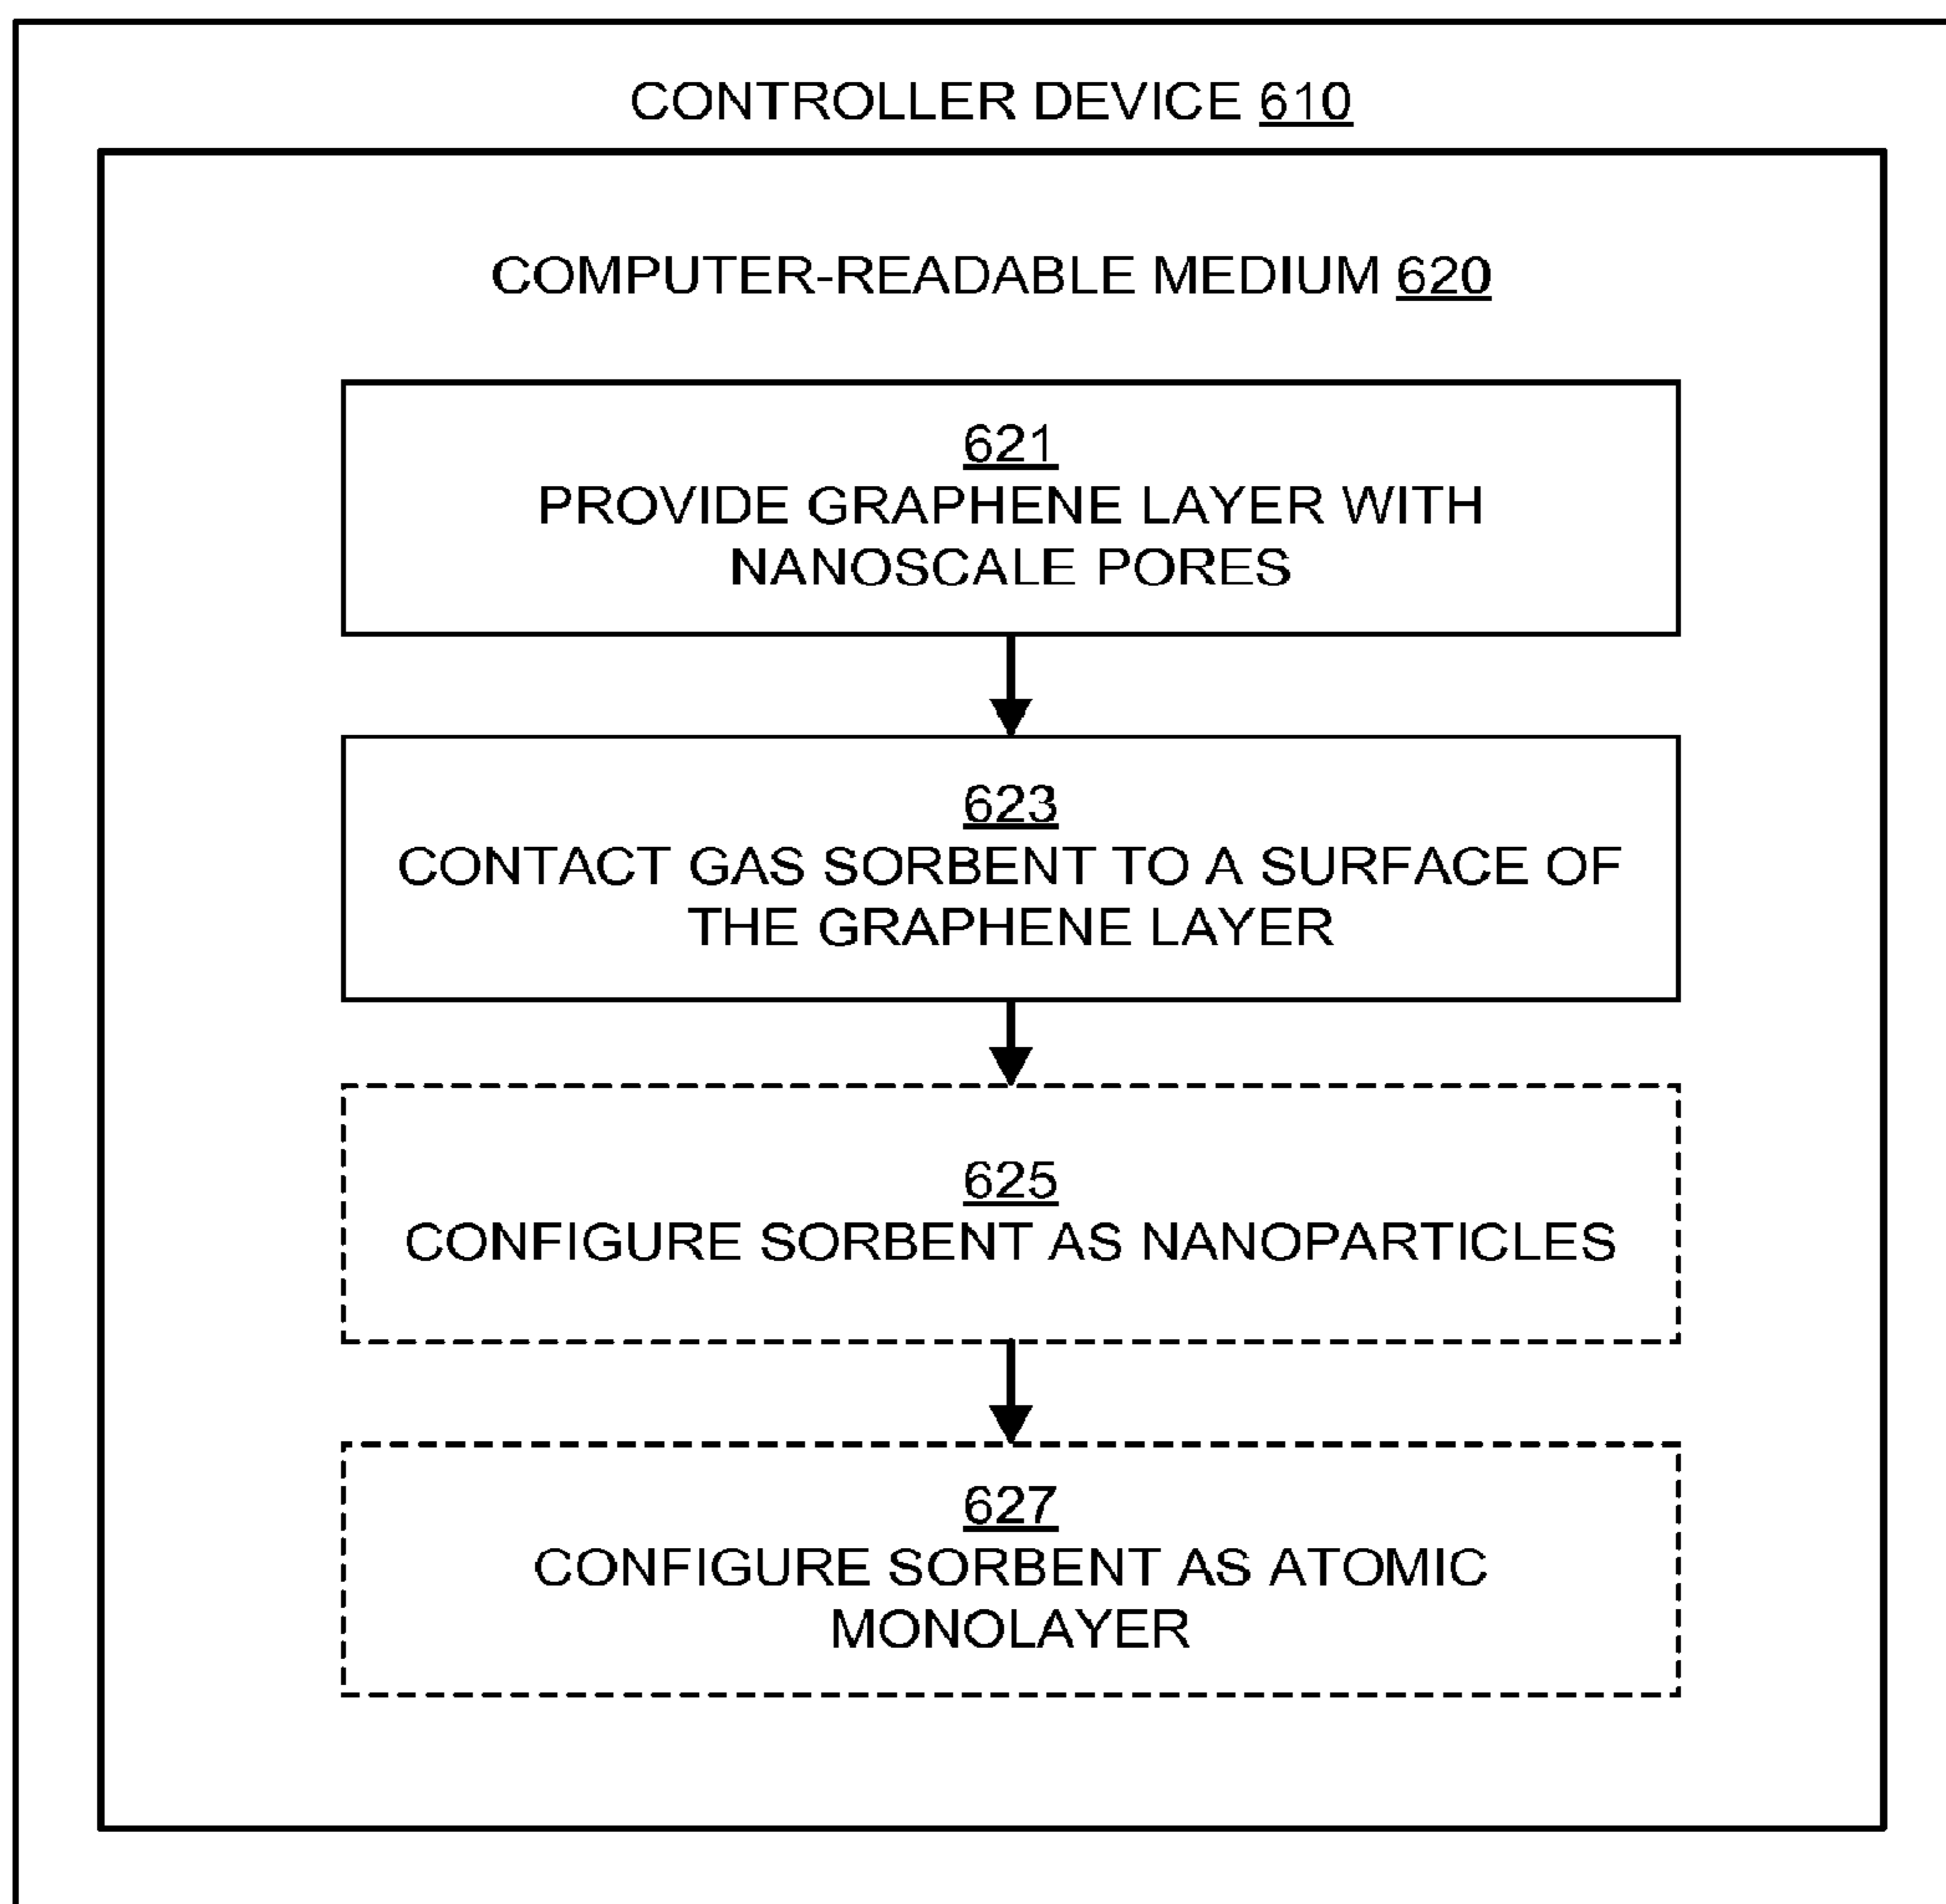 CONTROLLER DEVICE 610
COMPUTER-READABLE MEDIUM 620
621
PROVIDE GRAPHENE LAYER WITH
NANOSCALE PORES
623
CONTACT GAS SORBENT TO A SURFACE OF
THE GRAPHENE LAYER
625
CONFIGURE SORBENT AS NANOPARTICLES
627
CONFIGURE SORBENT AS ATOMIC
MONOLAYER